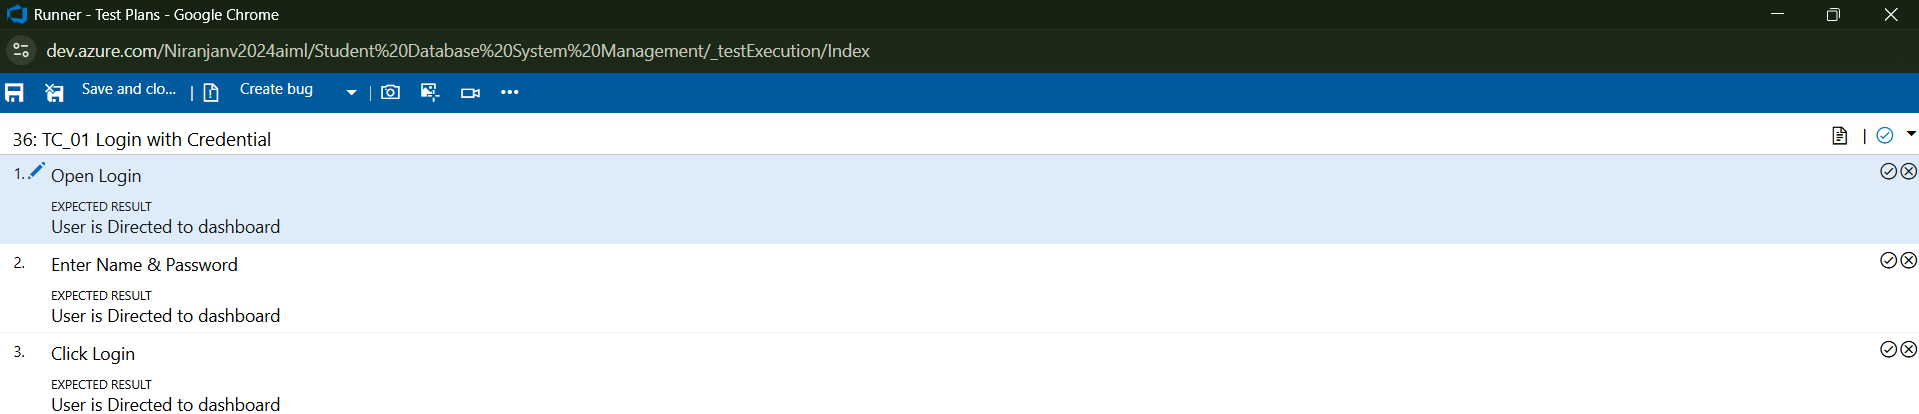 Runner - Test Plans - Google Chrome
dev.azure.com/Niranjanv2024aiml/Student%20Database%20System%20Management/_testExecution/Index
Save and clo... | Create bug |
36: TC_01 Login with Credential |
1. Open Login
EXPECTED RESULT
User is Directed to dashboard
2. Enter Name & Password
EXPECTED RESULT
User is Directed to dashboard
3. Click Login
EXPECTED RESULT
User is Directed to dashboard